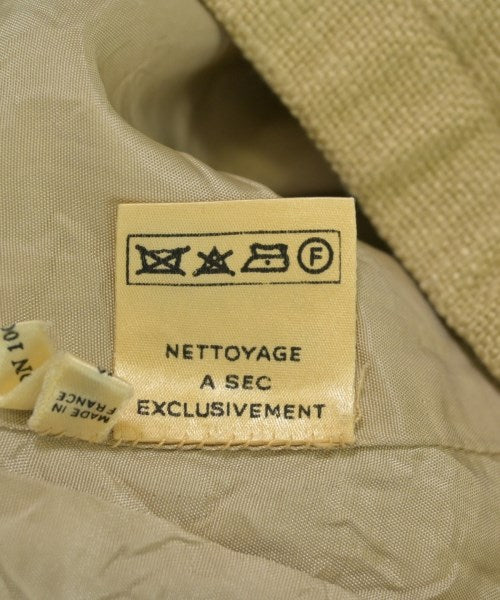 F
NETTOYAGE
A SEC
EXCLUSIVEMENT
MADE IN
FRANCE